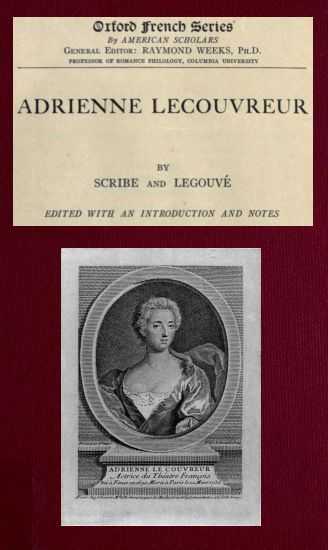 Oxford French Series
By AMERICAN SCHOLARS
GENERAL EDITOR: RAYMOND WEEKS, PH.D.
PROFESSOR OF ROMANCE PHILOLOGY, COLUMBIA UNIVERSITY
ADRIENNE LECOUVREUR
BY
SCRIBE AND LEGOUVÉ
EDITED WITH AN INTRODUCTION AND NOTES
ADRIENNE LE COUVREUR
Actrice du Théatre François